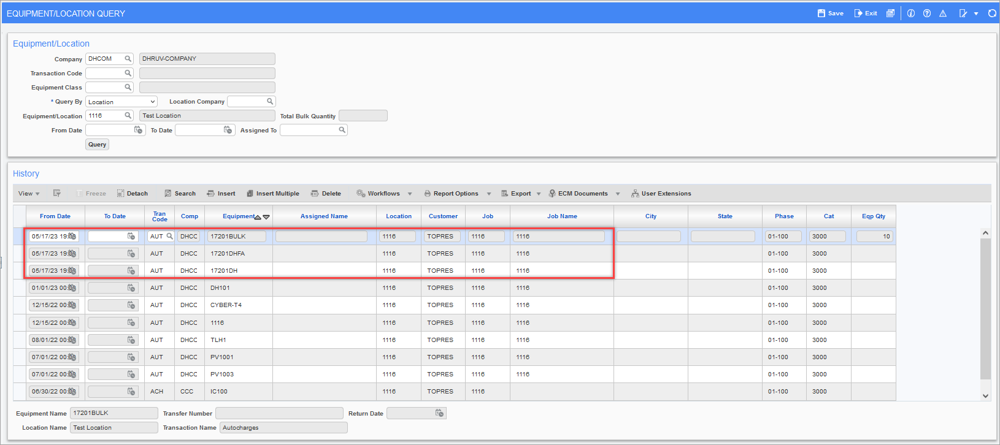 EQUIPMENT/LOCATION QUERY Save Exit
Equipment/Location
Company DHCOM DHRUV-COMPANY
Transaction Code
Equipment Class
* Query By Location Location Company
Equipment/Location 1116 Test Location Total Bulk Quantity
From Date To Date Assigned To
Query
History
View Freeze Detach Search Insert Insert Multiple Delete Workflows Report Options Export ECM Documents User Extensions
From Date To Date Tran Code Comp Equipment Assigned Name Location Customer Job Job Name City State Phase Cat Eqp Qty
05/17/23 19:0 AUT DHCC 17201BULK 1116 TOPRES 1116 1116 01-100 3000 10
05/17/23 19:0 AUT DHCC 17201DHFA 1116 TOPRES 1116 1116 01-100 3000
05/17/23 19:0 AUT DHCC 17201DH 1116 TOPRES 1116 1116 01-100 3000
01/01/23 00:0 AUT DHCC DH101 1116 TOPRES 1116 1116 01-100 3000
12/15/22 00:0 AUT DHCC CYBER-T4 1116 TOPRES 1116 1116 01-100 3000
12/15/22 00:0 AUT DHCC 1116 1116 TOPRES 1116 1116 01-100 3000
08/01/22 00:0 AUT DHCC TLH1 1116 TOPRES 1116 1116 01-100 3000
07/01/22 00:0 AUT DHCC PV1001 1116 TOPRES 1116 1116 01-100 3000
07/01/22 00:0 AUT DHCC PV1003 1116 TOPRES 1116 1116 01-100 3000
06/30/22 00:0 ACH CCC IC100 1116 TOPRES 1116 01-100 3000
Equipment Name 17201BULK Transfer Number Return Date
Location Name Test Location Transaction Name Autocharges